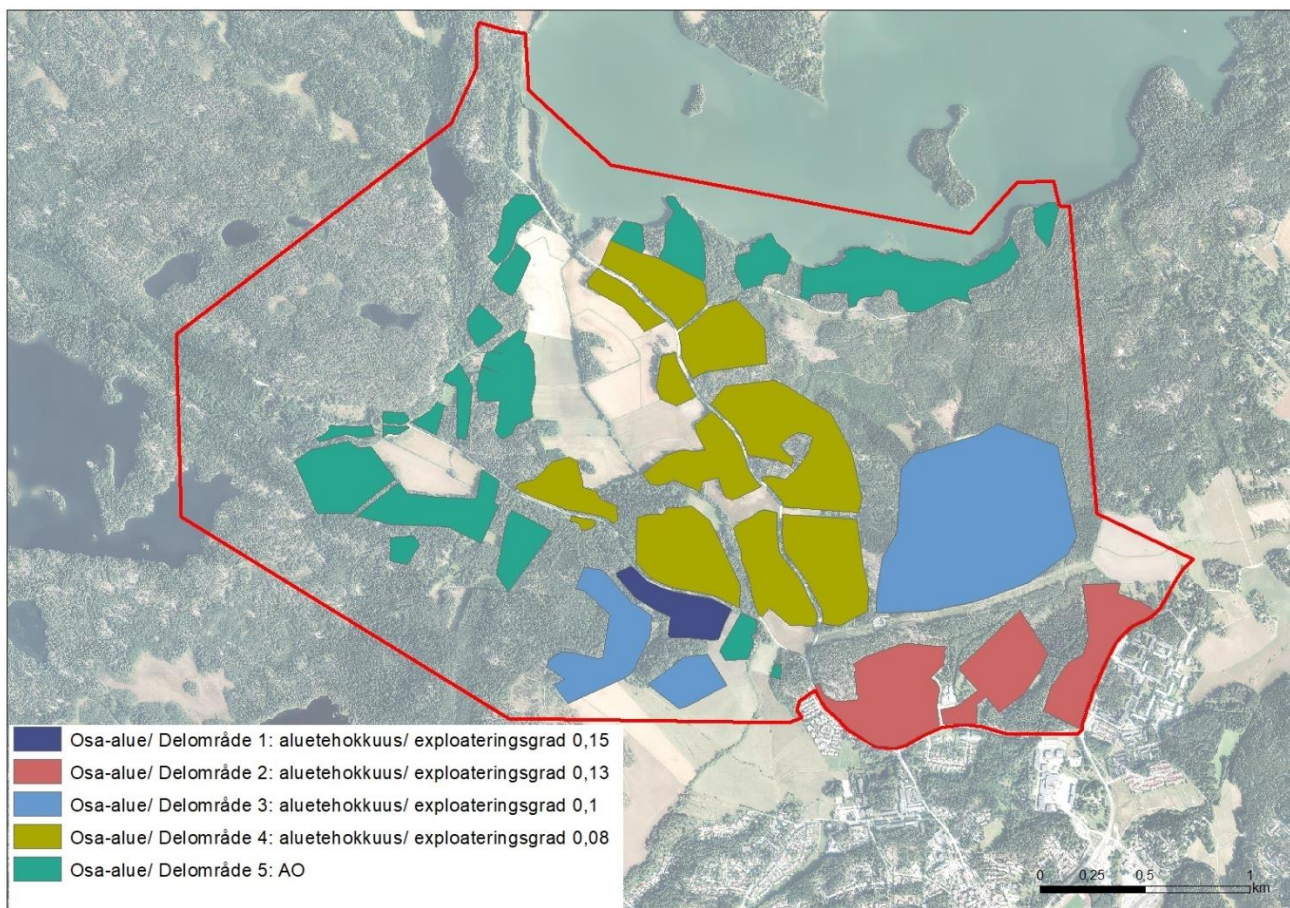 Osa-alue/ Delområde 1: aluetehokkuus/ exploateringsgrad 0,15
Osa-alue/ Delområde 2: aluetehokkuus/ exploateringsgrad 0,13
Osa-alue/ Delområde 3: aluetehokkuus/ exploateringsgrad 0,1
Osa-alue/ Delområde 4: aluetehokkuus/ exploateringsgrad 0,08
Osa-alue/ Delområde 5: AO
0 0,25 0,5 1
km